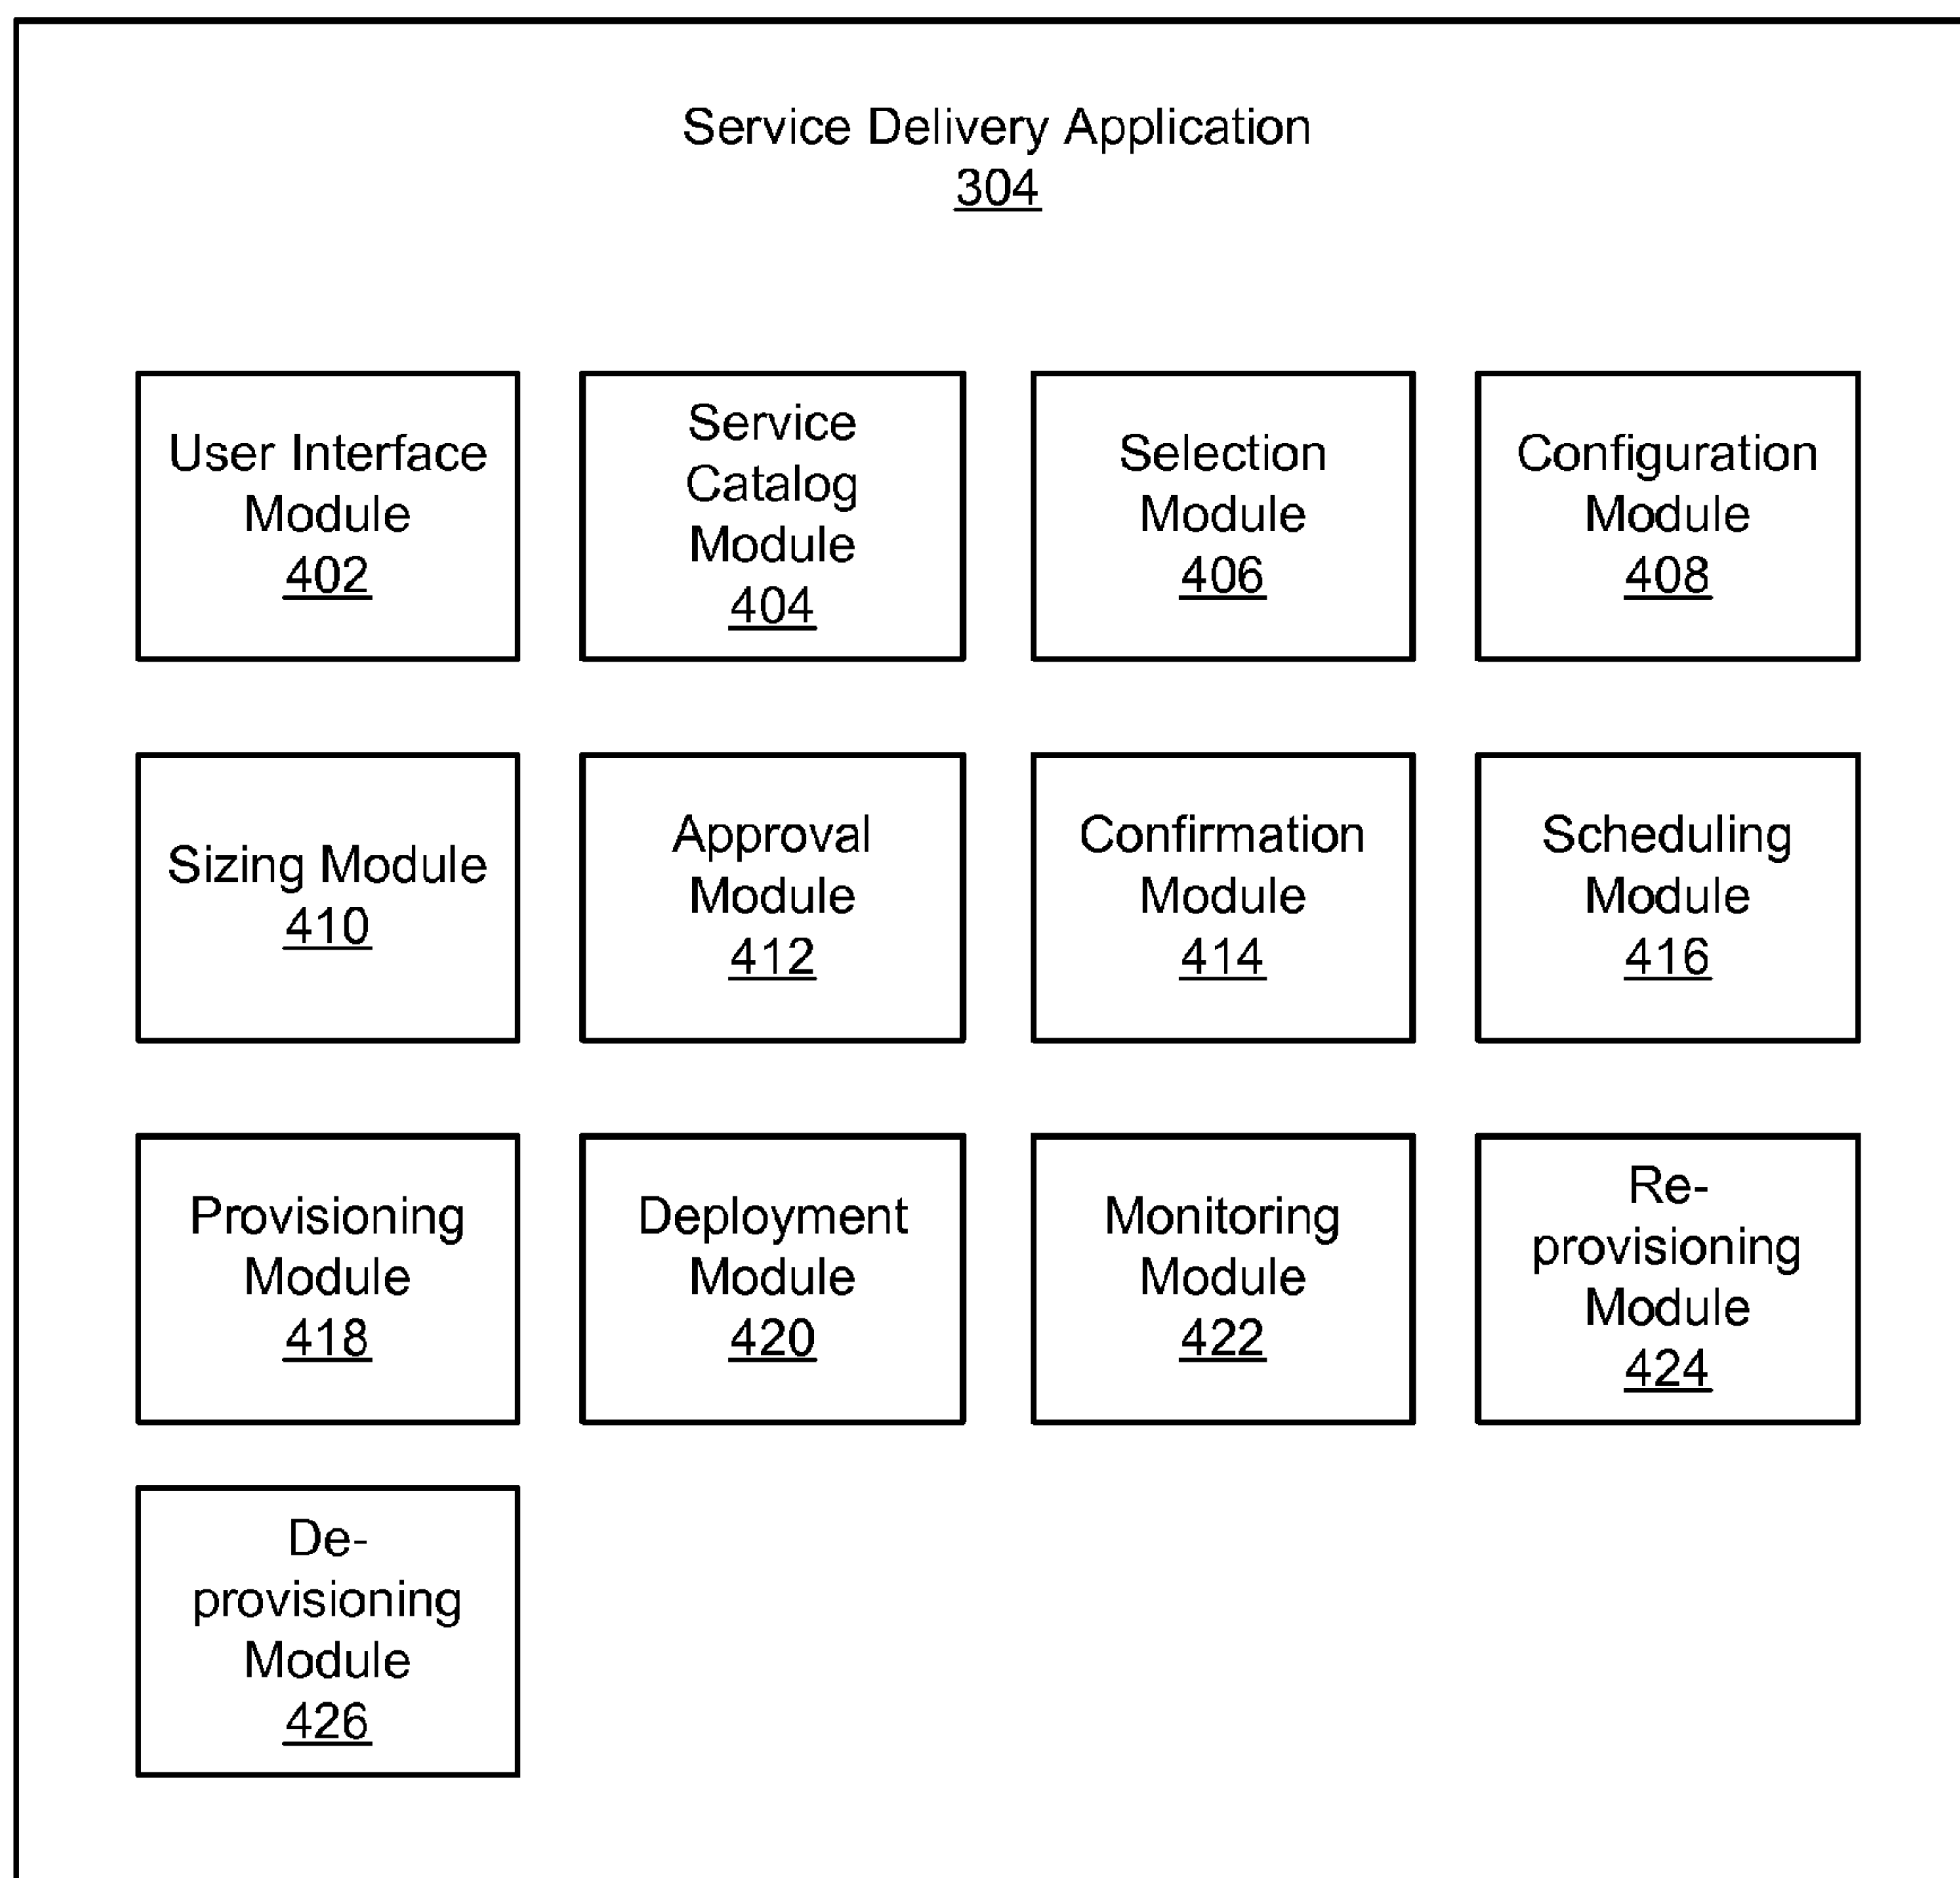 Service Delivery Application
304
User Interface
Module
402
Service
Catalog
Module
404
Selection
Module
406
Configuration
Module
408
Sizing Module
410
Approval
Module
412
Confirmation
Module
414
Scheduling
Module
416
Provisioning
Module
418
Deployment
Module
420
Monitoring
Module
422
Re-
provisioning
Module
424
De-
provisioning
Module
426